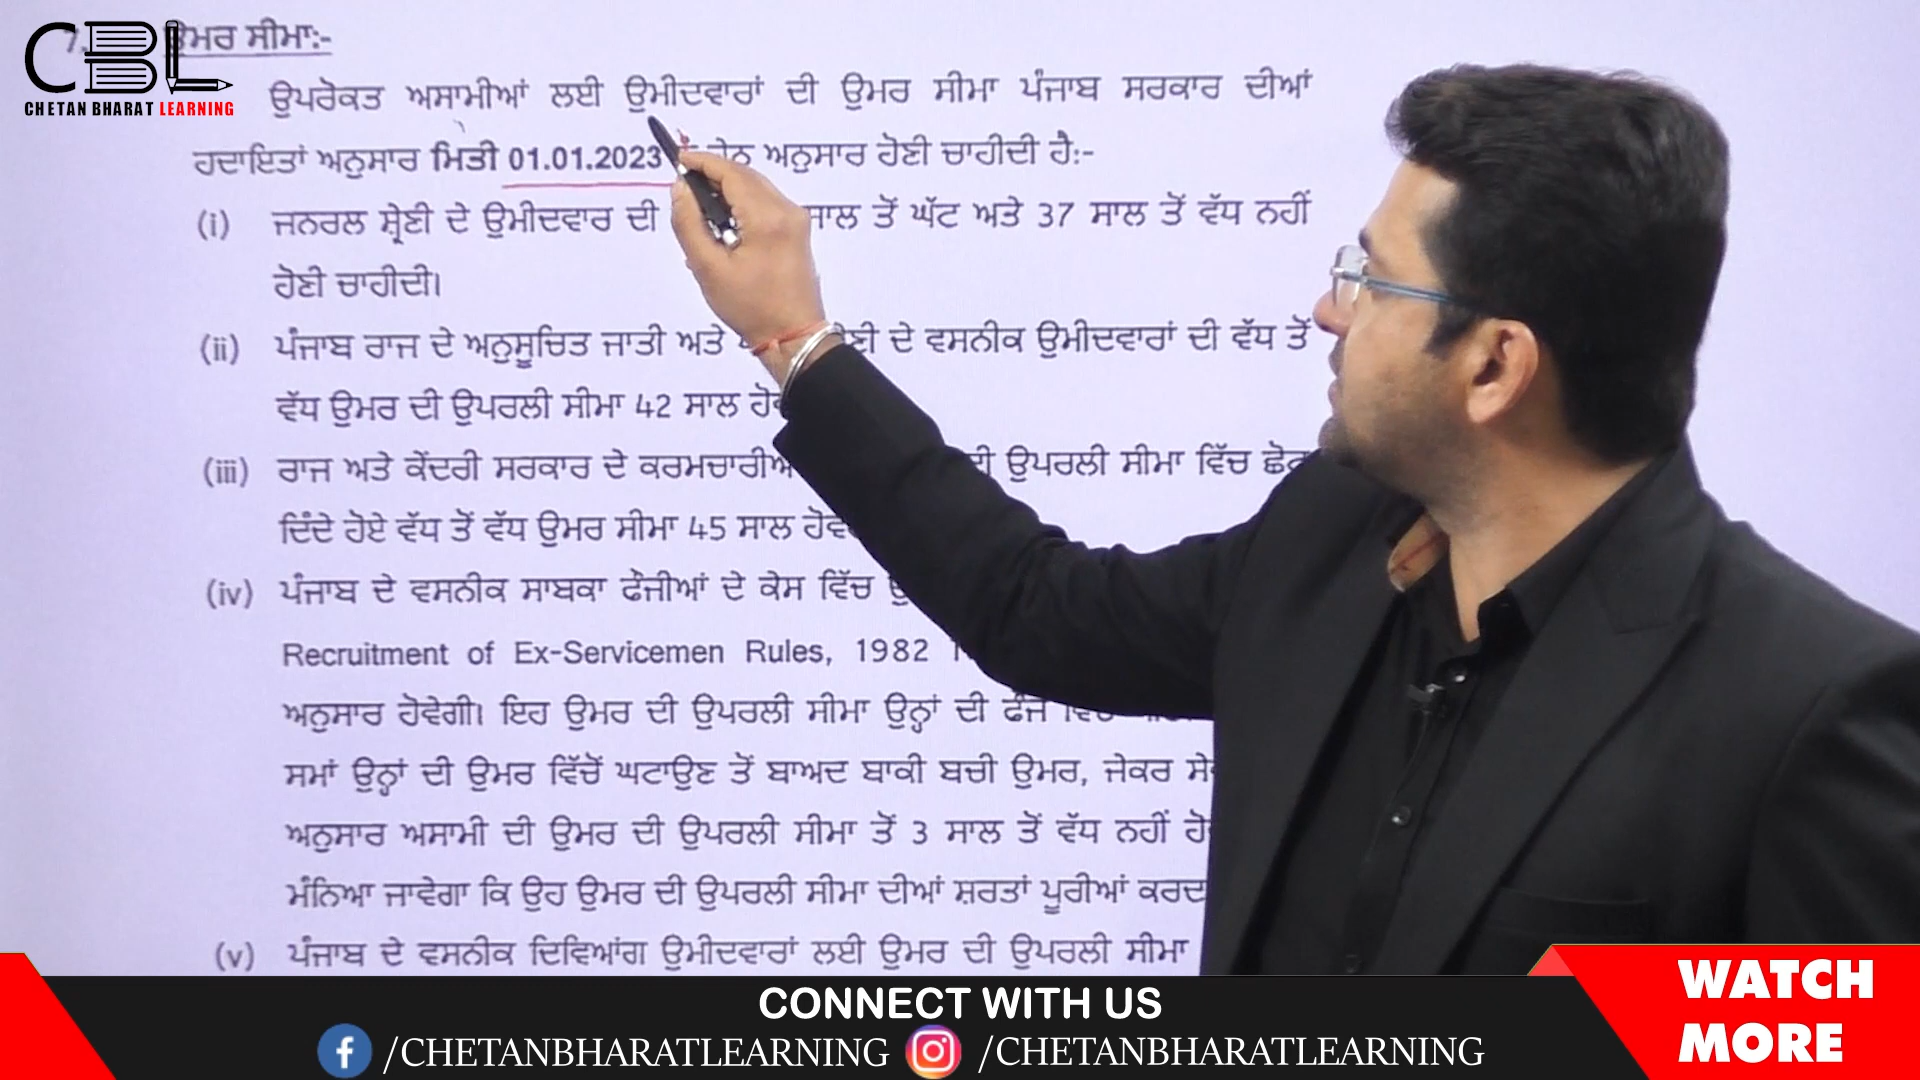 CBL
CHETAN BHARAT LEARNING
7.
ਉਮਰ ਸੀਮਾ:-
ਉਪਰੋਕਤ ਅਸਾਮੀਆਂ ਲਈ ਉਮੀਦਵਾਰਾਂ ਦੀ ਉਮਰ ਸੀਮਾ ਪੰਜਾਬ ਸਰਕਾਰ ਦੀਆਂ
ਹਦਾਇਤਾਂ ਅਨੁਸਾਰ ਮਿਤੀ 01.01.2023 ਅਨੁਸਾਰ ਹੋਣੀ ਚਾਹੀਦੀ ਹੈ:-
(i) ਜਨਰਲ ਸ਼੍ਰੇਣੀ ਦੇ ਉਮੀਦਵਾਰ ਦੀ ਸਾਲ ਤੋਂ ਘੱਟ ਅਤੇ 37 ਸਾਲ ਤੋਂ ਵੱਧ ਨਹੀਂ
ਹੋਣੀ ਚਾਹੀਦੀ।
(ii) ਪੰਜਾਬ ਰਾਜ ਦੇ ਅਨੁਸੂਚਿਤ ਜਾਤੀ ਅਤੇ ਦੇ ਵਸਨੀਕ ਉਮੀਦਵਾਰਾਂ ਦੀ ਵੱਧ ਤੋਂ
ਵੱਧ ਉਮਰ ਦੀ ਉਪਰਲੀ ਸੀਮਾ 42 ਸਾਲ
(iii) ਰਾਜ ਅਤੇ ਕੇਂਦਰੀ ਸਰਕਾਰ ਦੇ ਉਪਰਲੀ ਸੀਮਾ ਵਿੱਚ ਛੋਟ
ਦਿੰਦੇ ਹੋਏ ਵੱਧ ਤੋਂ ਵੱਧ ਉਮਰ ਸੀਮਾ 45 ਸਾਲ
(iv) ਪੰਜਾਬ ਦੇ ਵਸਨੀਕ ਸਾਬਕਾ ਫੌਜੀਆਂ ਦੇ ਕੇਸ ਵਿੱਚ
Recruitment of Ex-Servicemen Rules, 1982
ਅਨੁਸਾਰ ਹੋਵੇਗੀ। ਇਹ ਉਮਰ ਦੀ ਉਪਰਲੀ ਸੀਮਾ ਉਨ੍ਹਾਂ ਦੀ ਫੌਜ ਵਿੱਚ
ਸਮਾਂ ਉਨ੍ਹਾਂ ਦੀ ਉਮਰ ਵਿੱਚੋਂ ਘਟਾਉਣ ਤੋਂ ਬਾਅਦ ਬਾਕੀ ਬਚੀ ਉਮਰ, ਜੇਕਰ
ਅਨੁਸਾਰ ਅਸਾਮੀ ਦੀ ਉਮਰ ਦੀ ਉਪਰਲੀ ਸੀਮਾ ਤੋਂ 3 ਸਾਲ ਤੋਂ ਵੱਧ ਨਹੀਂ
ਮੰਨਿਆ ਜਾਵੇਗਾ ਕਿ ਉਹ ਉਮਰ ਦੀ ਉਪਰਲੀ ਸੀਮਾ ਦੀਆਂ ਸ਼ਰਤਾਂ ਪੂਰੀਆਂ
(v) ਪੰਜਾਬ ਦੇ ਵਸਨੀਕ ਦਿਵਿਆਂਗ ਉਮੀਦਵਾਰਾਂ ਲਈ ਉਮਰ ਦੀ ਉਪਰਲੀ ਸੀਮਾ
CONNECT WITH US
/CHETANBHARATLEARNING /CHETANBHARATLEARNING
WATCH
MORE